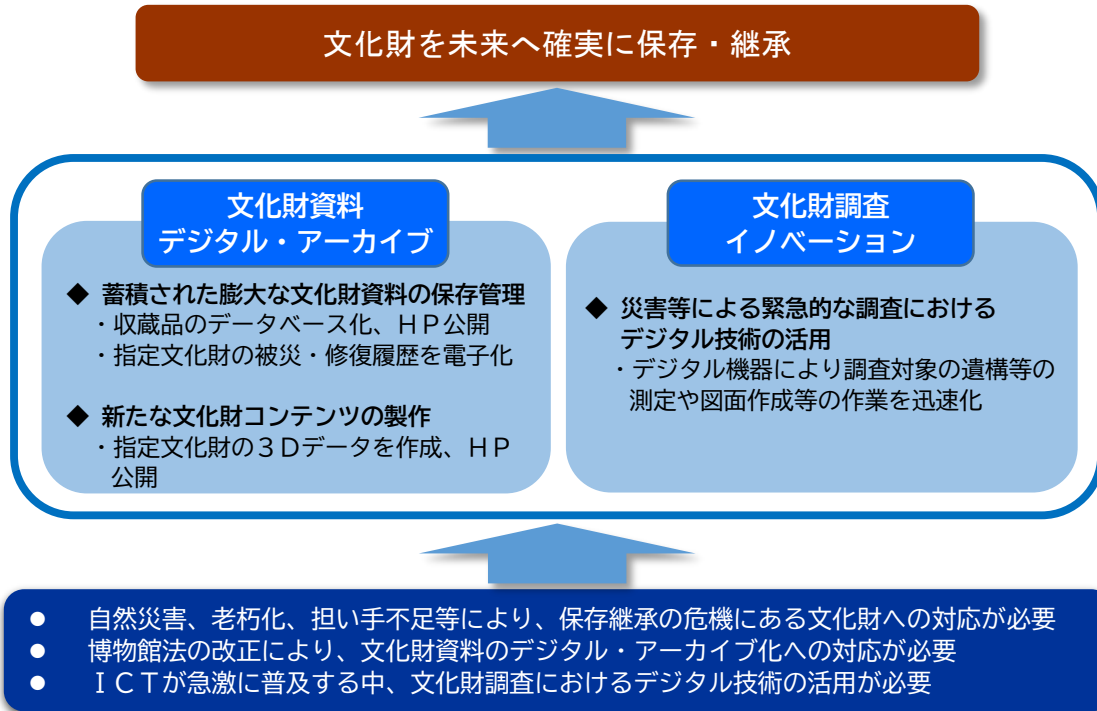 文化財を未来へ確実に保存・継承
文化財資料
デジタル・アーカイブ
◆ 蓄積された膨大な文化財資料の保存管理
・収蔵品のデータベース化、ＨＰ公開
・指定文化財の被災・修復履歴を電子化
◆ 新たな文化財コンテンツの製作
・指定文化財の３Ｄデータを作成、ＨＰ
公開
文化財調査
イノベーション
◆ 災害等による緊急的な調査における
デジタル技術の活用
・デジタル機器により調査対象の遺構等の
測定や図面作成等の作業を迅速化
● 自然災害、老朽化、担い手不足等により、保存継承の危機にある文化財への対応が必要
● 博物館法の改正により、文化財資料のデジタル・アーカイブ化への対応が必要
● ＩＣＴが急激に普及する中、文化財調査におけるデジタル技術の活用が必要